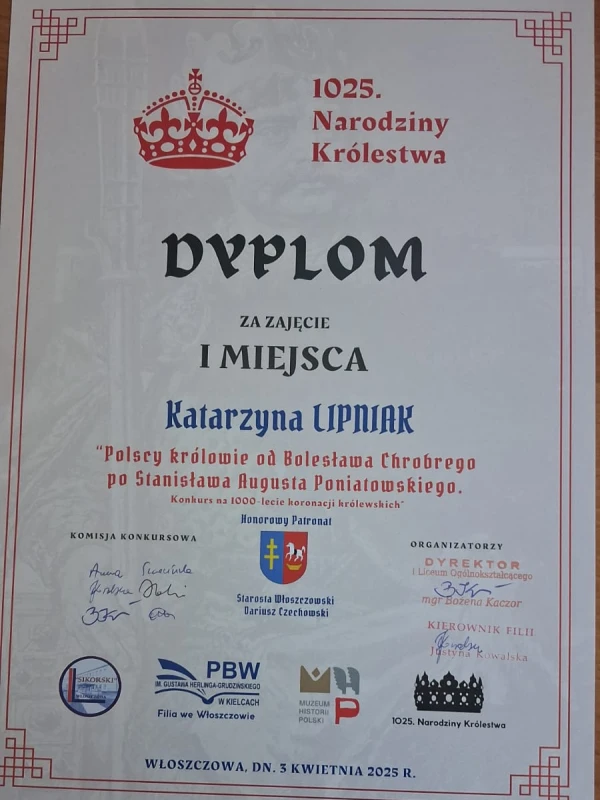 1025.
Narodziny
Królestwa
DYPLOM
ZA ZAJĘCIE
I MIEJSCA
Katarzyna LIPNIAK
"Polscy królowie od Bolesława Chrobrego
po Stanisława Augusta Poniatowskiego.
Konkurs na 1000-lecie koronacji królewskich"
Honorowy Patronat
KOMISJA KONKURSOWA
Starosta Włoszczowski
Dariusz Czechowski
ORGANIZATORZY
DYREKTOR
I Liceum Ogólnokształcącego
mgr Bożena Kaczor
KIEROWNIK FILII
Justyna Kowalska
"SIKORSKI"
PBW
IM. GUSTAWA HERLINGA-GRUDZIŃSKIEGO
W KIELCACH
Filia we Włoszczowie
MUZEUM
HISTORII
POLSKI
MHP
1025. Narodziny Królestwa
WŁOSZCZOWA, DN. 3 KWIETNIA 2025 R.